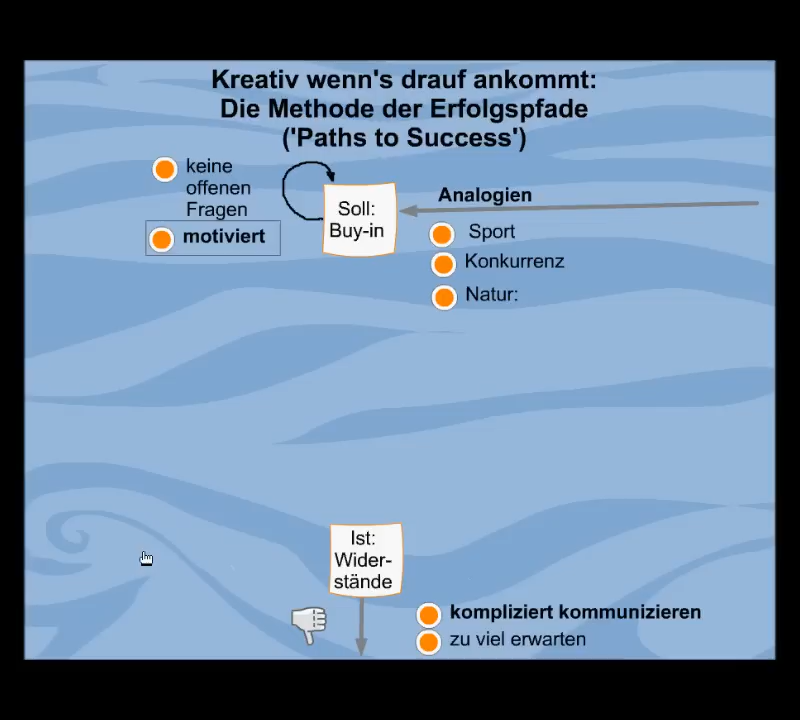 Kreativ wenn's drauf ankommt:
Die Methode der Erfolgspfade
('Paths to Success')
keine
offenen
Fragen
motiviert
Soll:
Buy-in
Analogien
Sport
Konkurrenz
Natur:
Ist:
Wider-
stände
kompliziert kommunizieren
zu viel erwarten